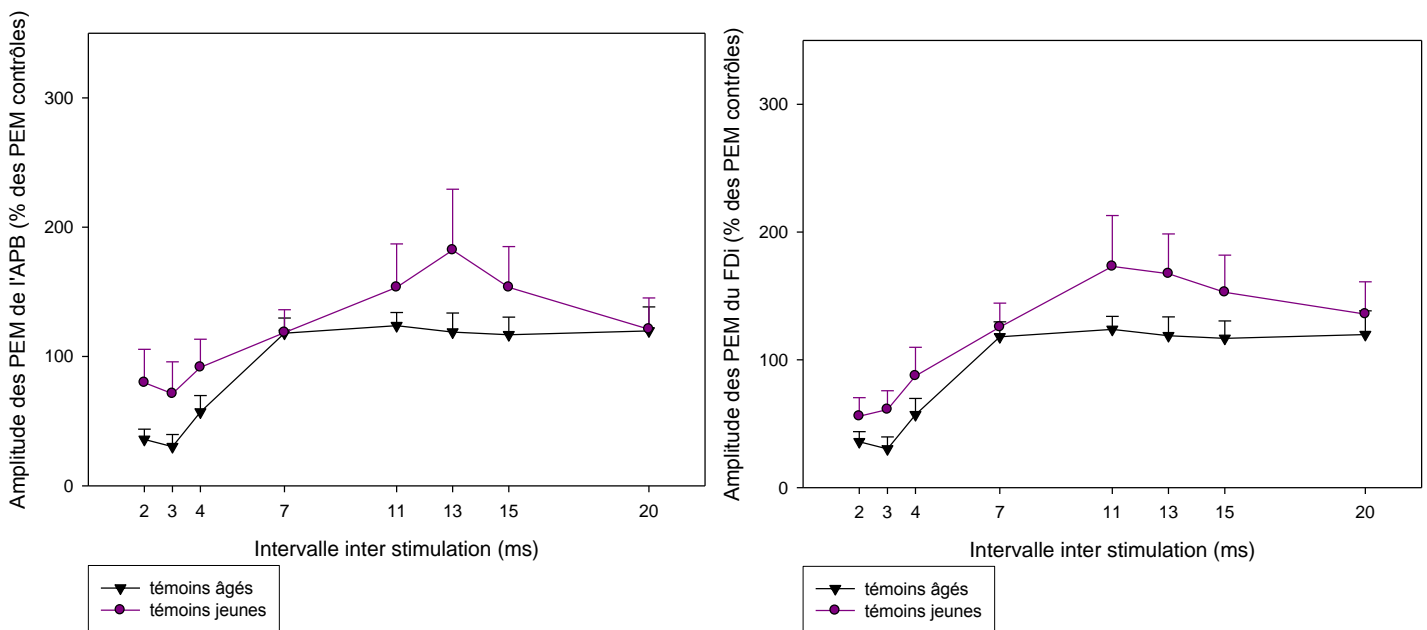 Amplitude des PEM de l'APB (% des PEM contrôles)
300
200
100
0
2 3 4 7 11 13 15 20
Intervalle inter stimulation (ms)
témoins âgés
témoins jeunes
Amplitude des PEM du FDi (% des PEM contrôles)
300
200
100
0
2 3 4 7 11 13 15 20
Intervalle inter stimulation (ms)
témoins âgés
témoins jeunes